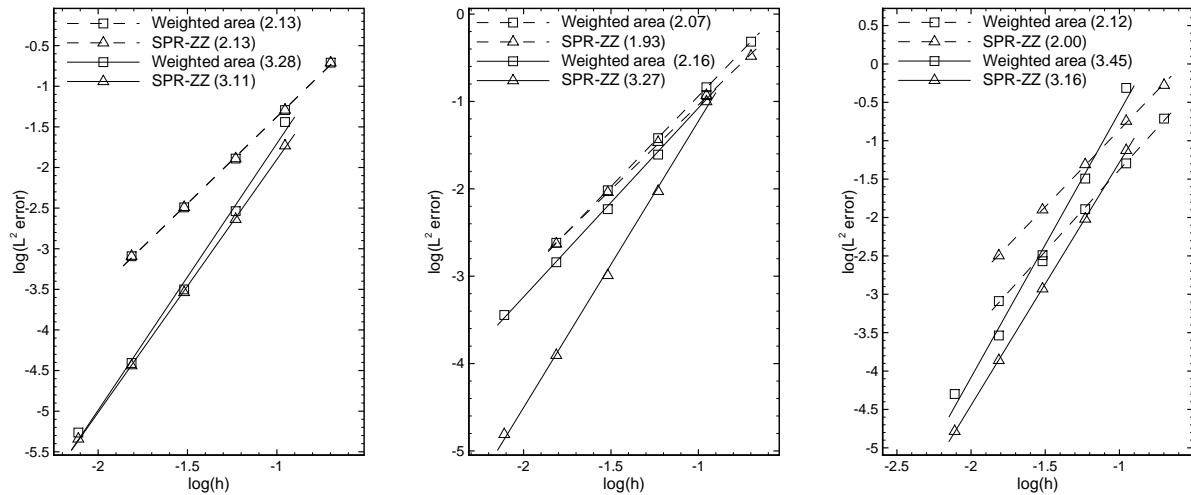 Weighted area (2.13)
SPR-ZZ (2.13)
Weighted area (3.28)
SPR-ZZ (3.11)
-0.5
-1
-1.5
-2
-2.5
-3
-3.5
-4
-4.5
-5
-5.5
log(L² error)
-2
-1.5
-1
log(h)
Weighted area (2.07)
SPR-ZZ (1.93)
Weighted area (2.16)
SPR-ZZ (3.27)
0
-1
-2
-3
-4
-5
log(L² error)
-2
-1.5
-1
log(h)
Weighted area (2.12)
SPR-ZZ (2.00)
Weighted area (3.45)
SPR-ZZ (3.16)
0.5
0
-0.5
-1
-1.5
-2
-2.5
-3
-3.5
-4
-4.5
-5
log(L² error)
-2.5
-2
-1.5
-1
log(h)